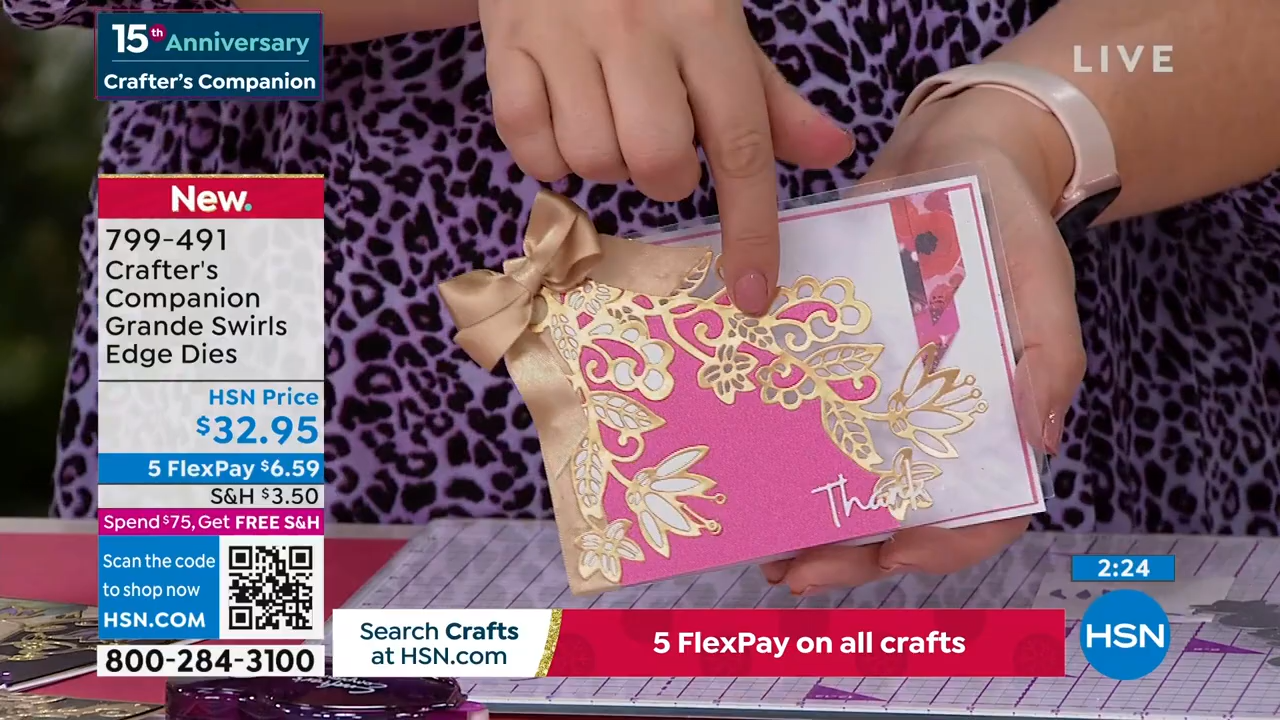 15th Anniversary
Crafter's Companion
LIVE
New.
799-491
Crafter's
Companion
Grande Swirls
Edge Dies
HSN Price
$32.95
5 FlexPay $6.59
S&H $3.50
Spend $75, Get FREE S&H
Scan the code
to shop now
HSN.COM
800-284-3100
Thank
Search Crafts
at HSN.com
5 FlexPay on all crafts
2:24
HSN